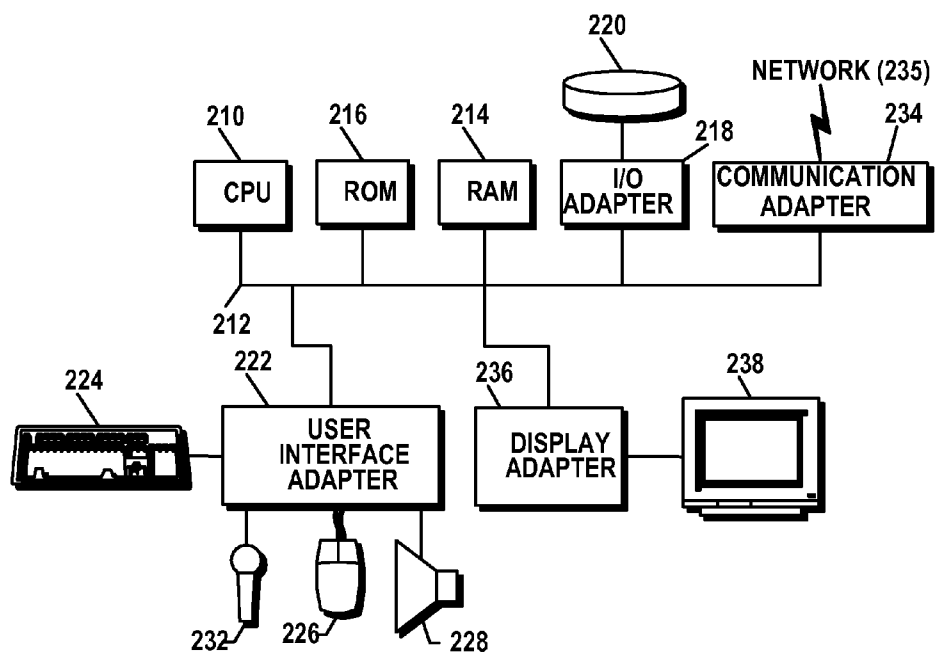 220
NETWORK (235)
210
216
214
218
234
CPU
ROM
RAM
I/O
ADAPTER
COMMUNICATION
ADAPTER
212
222
236
238
224
USER
INTERFACE
ADAPTER
DISPLAY
ADAPTER
232
226
228